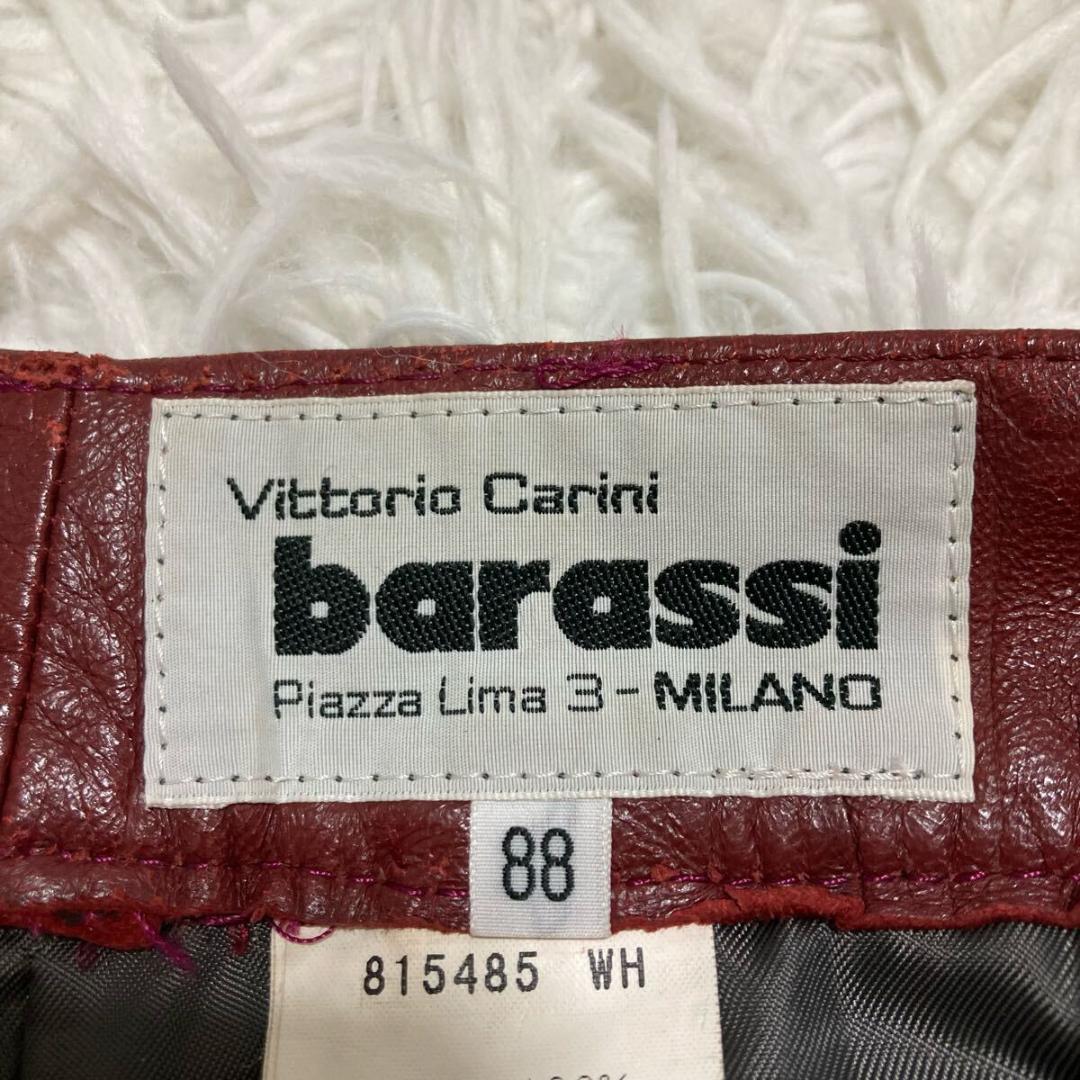 Vittorio Carini
barassi
Piazza Lima 3 - MILANO
88
815485 WH